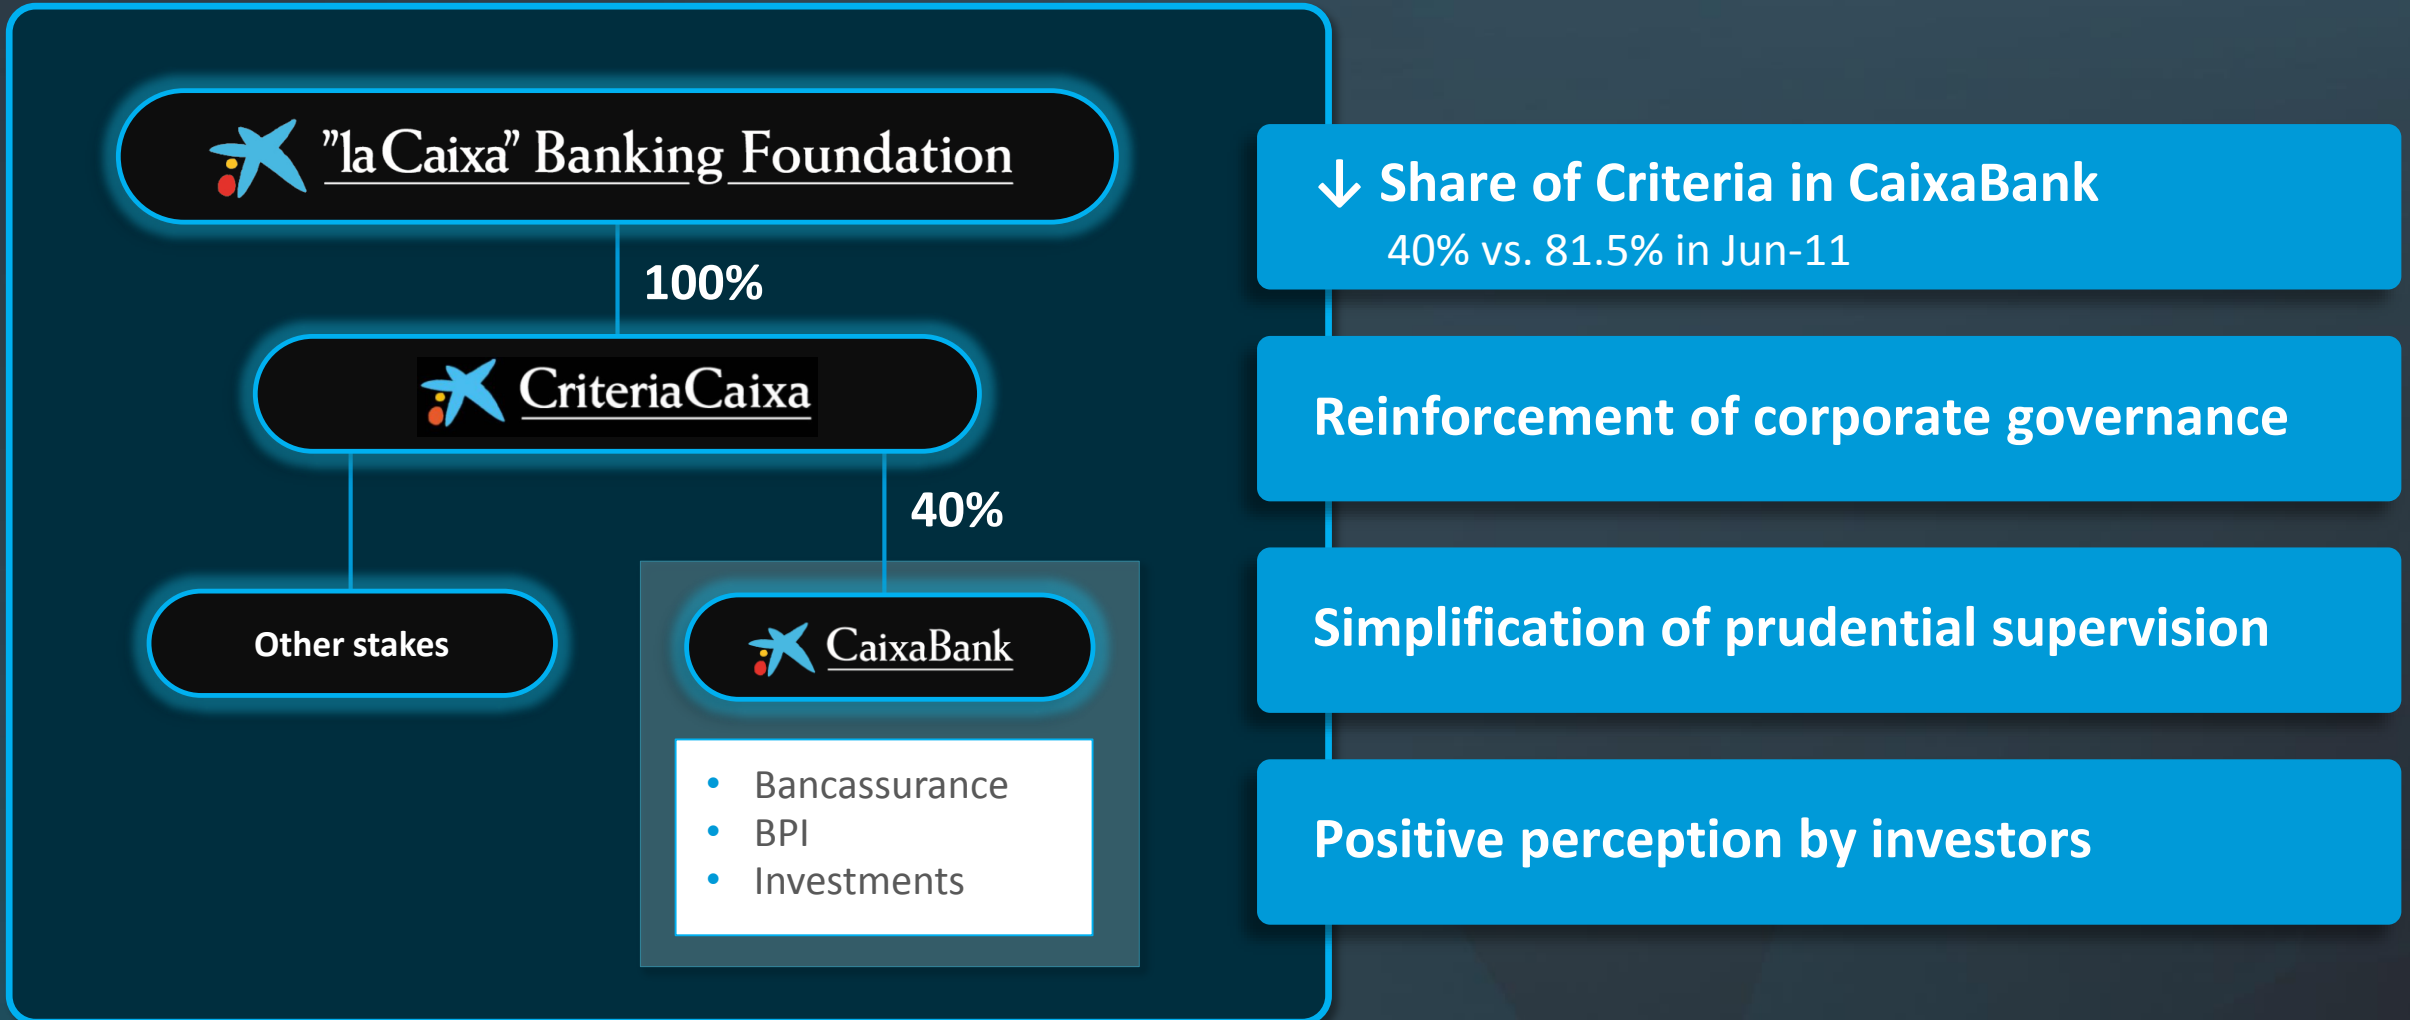 ”la Caixa” Banking Foundation
100%
CriteriaCaixa
40%
Other stakes
CaixaBank
• Bancassurance
• BPI
• Investments
↓ Share of Criteria in CaixaBank
40% vs. 81.5% in Jun-11
Reinforcement of corporate governance
Simplification of prudential supervision
Positive perception by investors